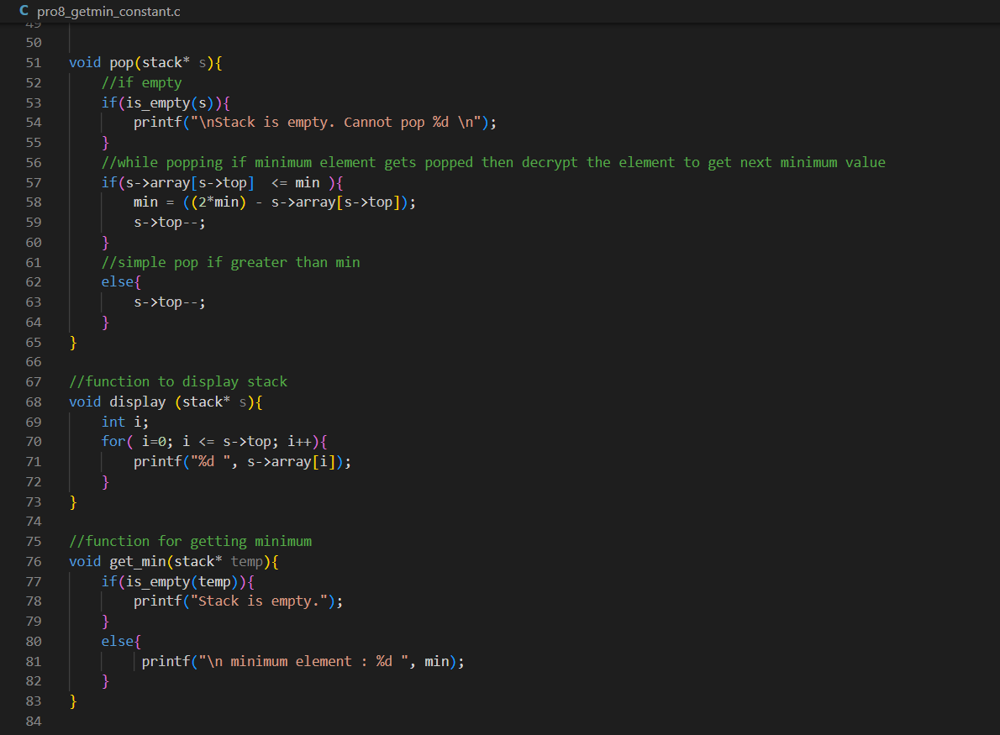 C pro8_getmin_constant.c
49
50
51 void pop(stack* s){
52     //if empty
53     if(is_empty(s)){
54         printf("\nStack is empty. Cannot pop %d \n");
55     }
56     //while popping if minimum element gets popped then decrypt the element to get next minimum value
57     if(s->array[s->top]  <= min ){
58         min = ((2*min) - s->array[s->top]);
59         s->top--;
60     }
61     //simple pop if greater than min
62     else{
63         s->top--;
64     }
65 }
66
67 //function to display stack
68 void display (stack* s){
69     int i;
70     for( i=0; i <= s->top; i++){
71         printf("%d ", s->array[i]);
72     }
73 }
74
75 //function for getting minimum
76 void get_min(stack* temp){
77     if(is_empty(temp)){
78         printf("Stack is empty.");
79     }
80     else{
81          printf("\n minimum element : %d ", min);
82     }
83 }
84